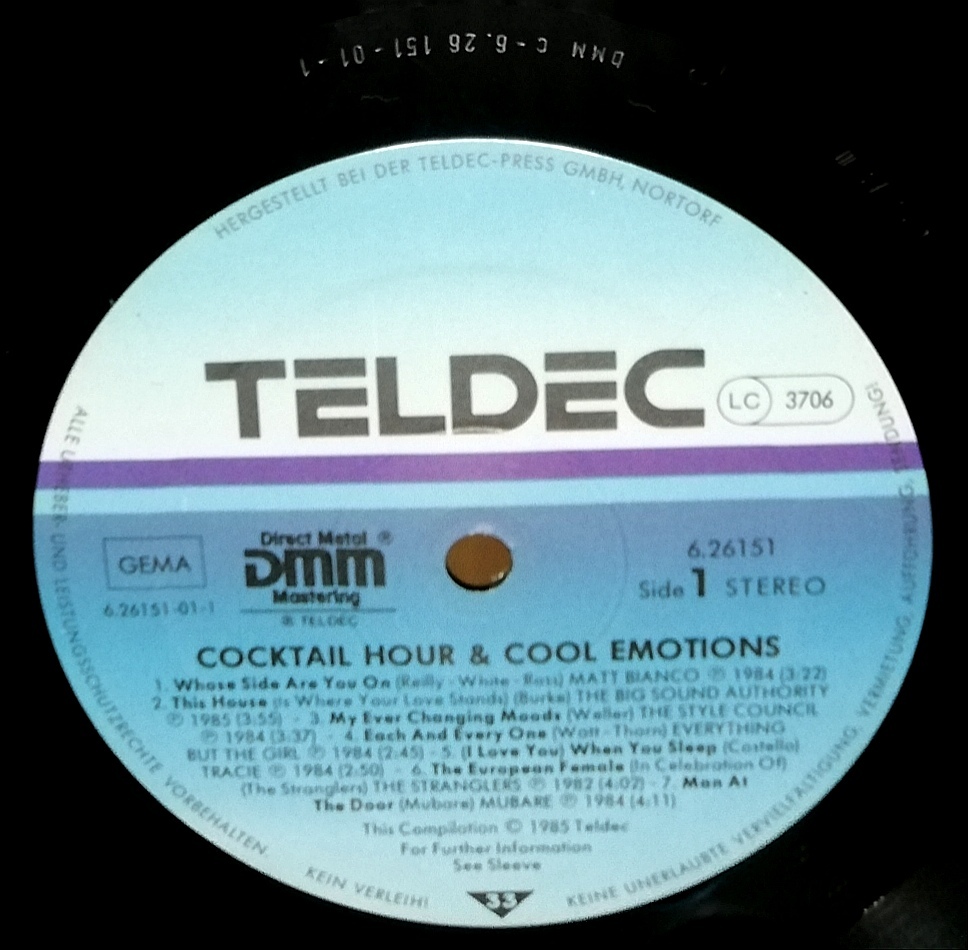 DMM C-6.26 151-01-1
HERGESTELLT BEI DER TELDEC-PRESS GMBH, NORTORF
TELDEC
LC 3706
GEMA
6.26151-01-1
Direct Metal ®
DMM
Mastering
® TELDEC
6.26151
Side 1 STEREO
COCKTAIL HOUR & COOL EMOTIONS
1. Whose Side Are You On (Reilly - White - Ross) MATT BIANCO ℗ 1984 (3:22)
2. This House (Is Where Your Love Stands) (Burke) THE BIG SOUND AUTHORITY
℗ 1985 (3:55) - 3. My Ever Changing Moods (Weller) THE STYLE COUNCIL
℗ 1984 (3:37) - 4. Each And Every One (Watt - Thorn) EVERYTHING
BUT THE GIRL ℗ 1984 (2:45) - 5. (I Love You) When You Sleep (Costello)
TRACIE ℗ 1984 (2:50) - 6. The European Female (In Celebration Of)
(The Stranglers) THE STRANGLERS ℗ 1982 (4:02) - 7. Man At
The Door (Mubare) MUBARE ℗ 1984 (4:11)
This Compilation © 1985 Teldec
For Further Information
See Sleeve
33
ALLE URHEBER- UND LEISTUNGSSCHUTZRECHTE VORBEHALTEN. KEIN VERLEIH! KEINE UNERLAUBTE VERVIELFÄLTIGUNG, VERMIETUNG, AUFFÜHRUNG, SENDUNG!